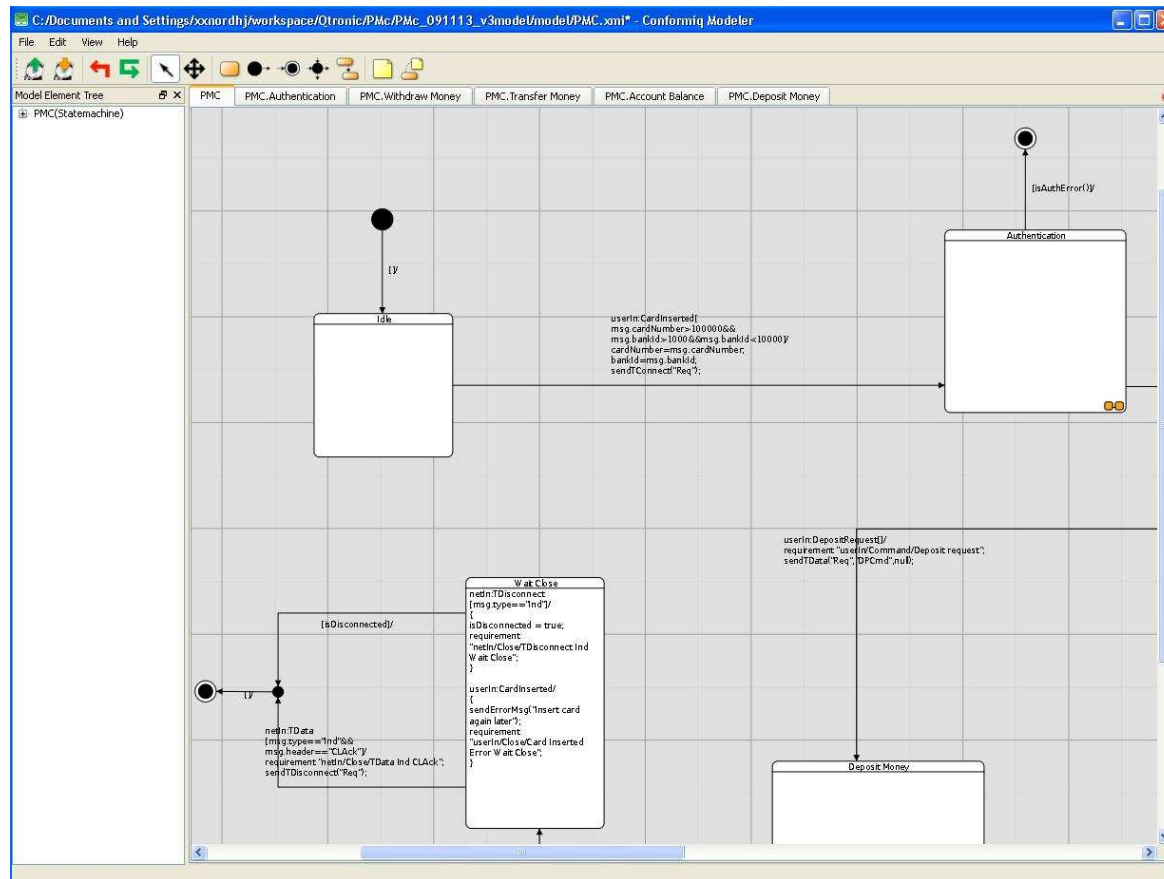 C:/Documents and Settings/xxnordhj/workspace/Qtronic/PMc/PMc_091113_v3model/model/PMC.xmi* - Conformiq Modeler
File Edit View Help
Model Element Tree
PMC PMC.Authentication PMC.Withdraw Money PMC.Transfer Money PMC.Account Balance PMC.Deposit Money
PMC(Statemachine)
[isAuthError()]/
Authentication
[]/
Idle
userIn:CardInserted[
msg.cardNumber>100000&&
msg.bankId>1000&&msg.bankId<10000]/
cardNumber=msg.cardNumber;
bankId=msg.bankId;
sendTConnect("Req");
userIn:DepositRequest[]/
requirement "userIn/Command/Deposit request";
sendTData("Req","DPCmd",null);
Wait Close
netIn:TDisconnect
[msg.type=="Ind"]/
{
isDisconnected = true;
requirement
"netIn/Close/TDisconnect Ind
Wait Close";
}
userIn:CardInserted/
{
sendErrorMsg("Insert card
again later");
requirement
"userIn/Close/Card Inserted
Error Wait Close";
}
[isDisconnected]/
[]/
netIn:TData
[msg.type=="Ind"&&
msg.header=="CLAck"]/
requirement "netIn/Close/TData Ind CLAck";
sendTDisconnect("Req");
Deposit Money